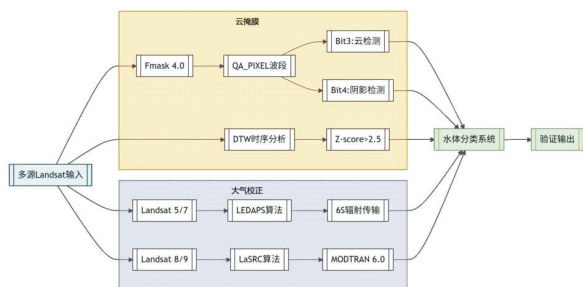 云掩膜
Fmask 4.0
QA_PIXEL波段
Bit3:云检测
Bit4:阴影检测
DTW时序分析
Z-score>2.5
水体分类系统
验证输出
多源Landsat输入
大气校正
Landsat 5/7
LEDAPS算法
6S辐射传输
Landsat 8/9
LaSRC算法
MODTRAN 6.0